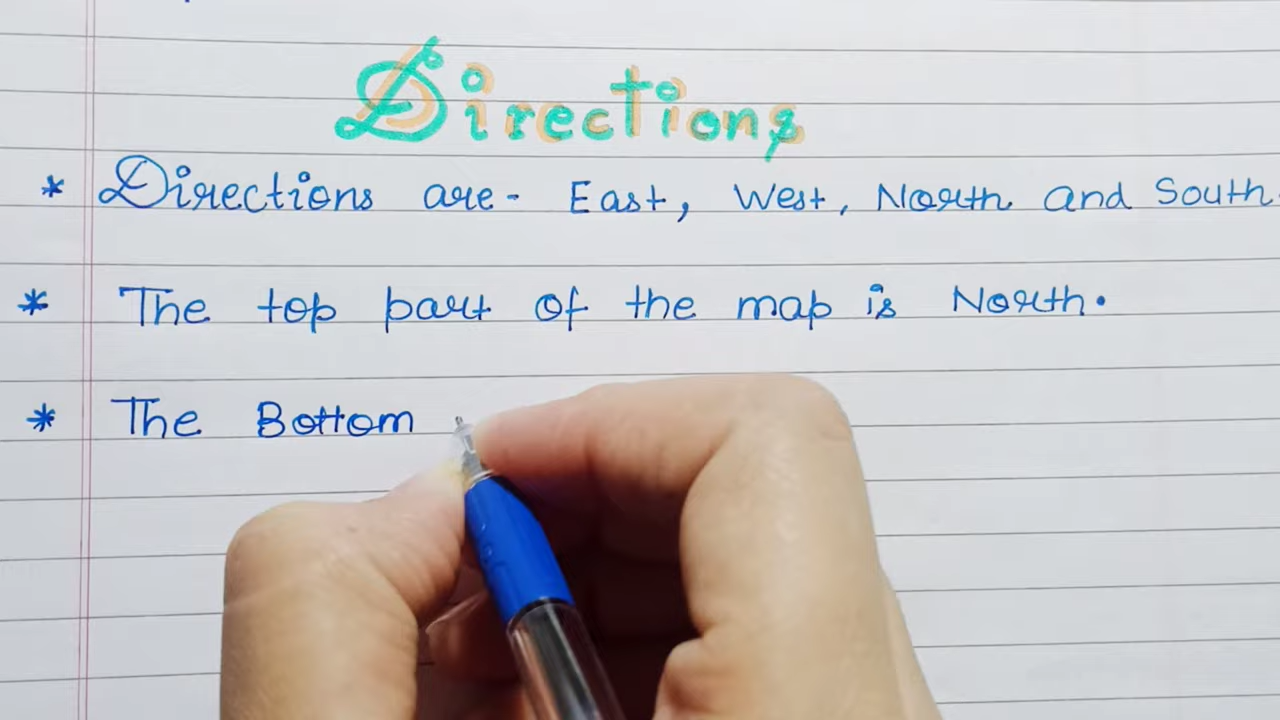 Directions
* Directions are - East, West, North and South.
* The top part of the map is North.
* The Bottom